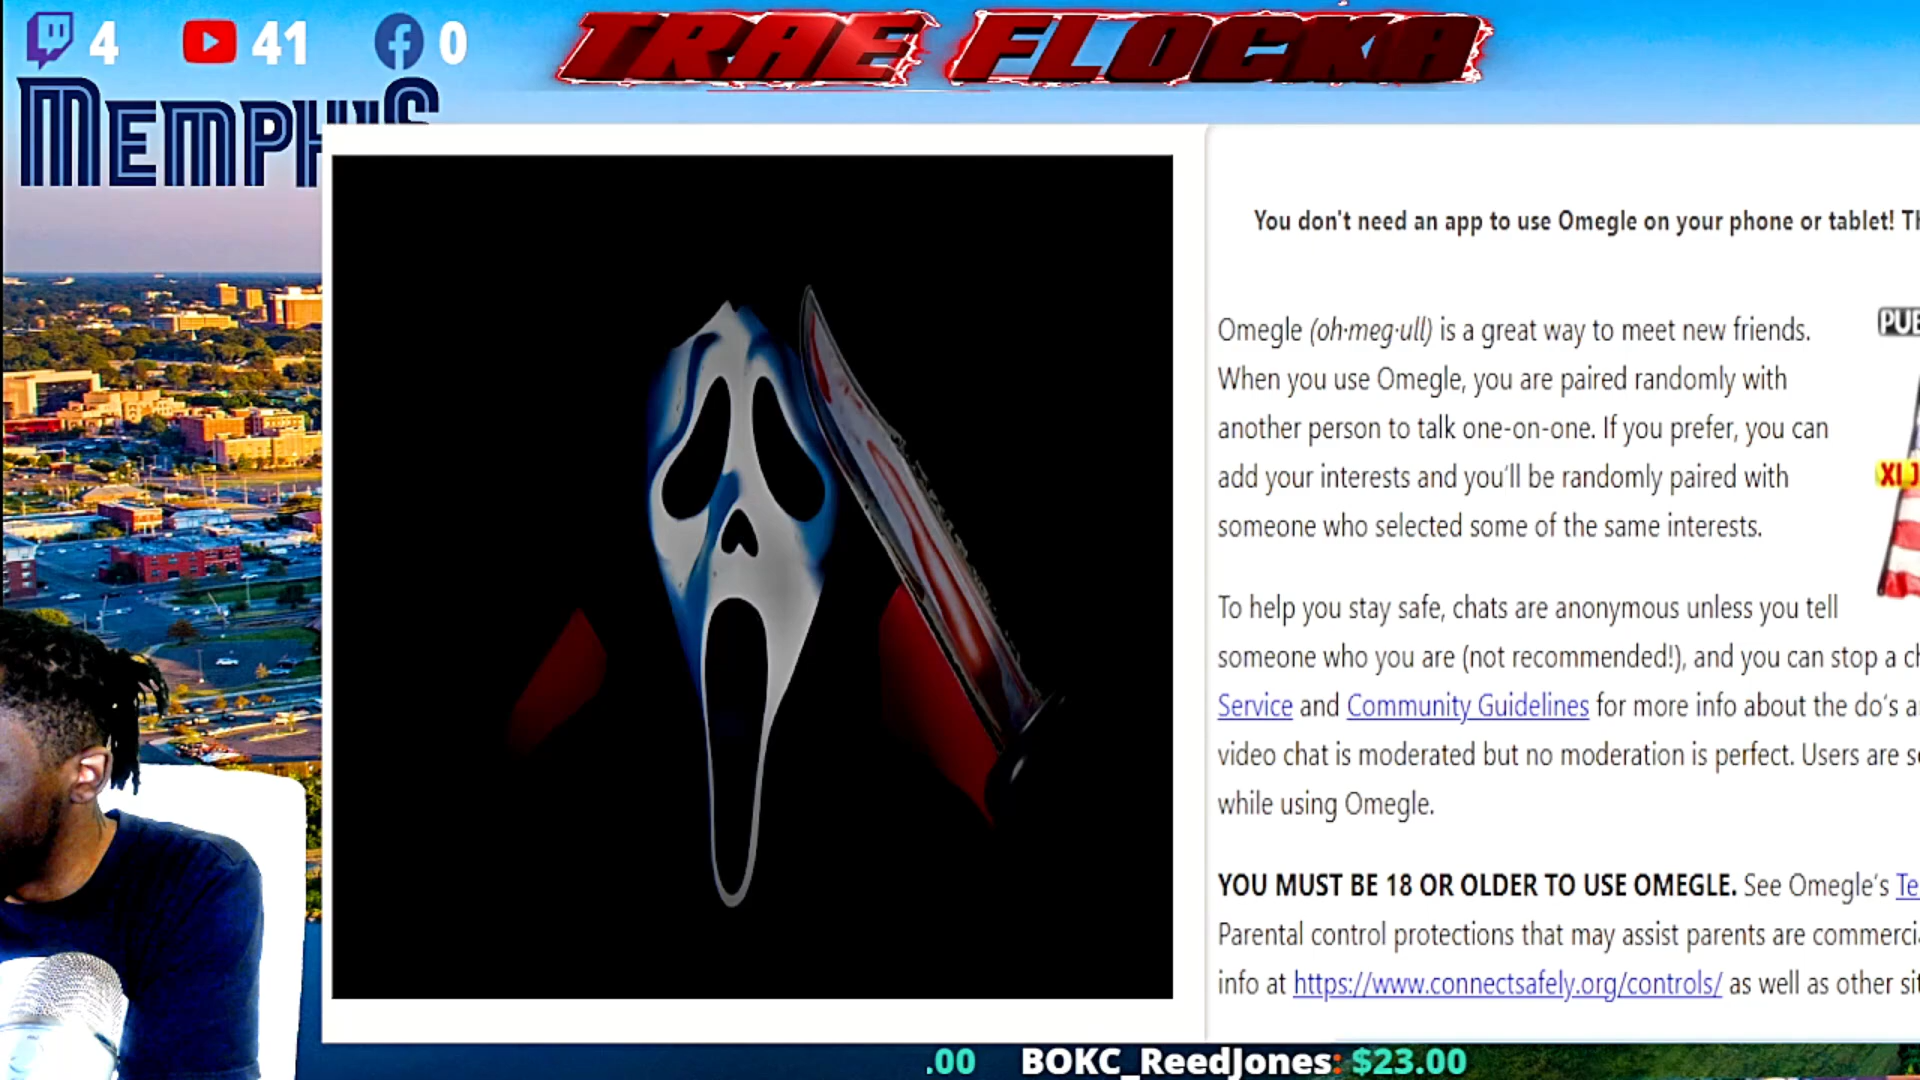 4 41 0
TRAE FLOCKA
MEMPHIS
You don't need an app to use Omegle on your phone or tablet! Th
Omegle (oh·meg·ull) is a great way to meet new friends.
When you use Omegle, you are paired randomly with
another person to talk one-on-one. If you prefer, you can
add your interests and you'll be randomly paired with
someone who selected some of the same interests.
PUB
XI J
To help you stay safe, chats are anonymous unless you tell
someone who you are (not recommended!), and you can stop a ch
Service and Community Guidelines for more info about the do's a
video chat is moderated but no moderation is perfect. Users are s
while using Omegle.
YOU MUST BE 18 OR OLDER TO USE OMEGLE. See Omegle's Te
Parental control protections that may assist parents are commerci
info at https://www.connectsafely.org/controls/ as well as other sit
.00 BOKC_ReedJones: $23.00